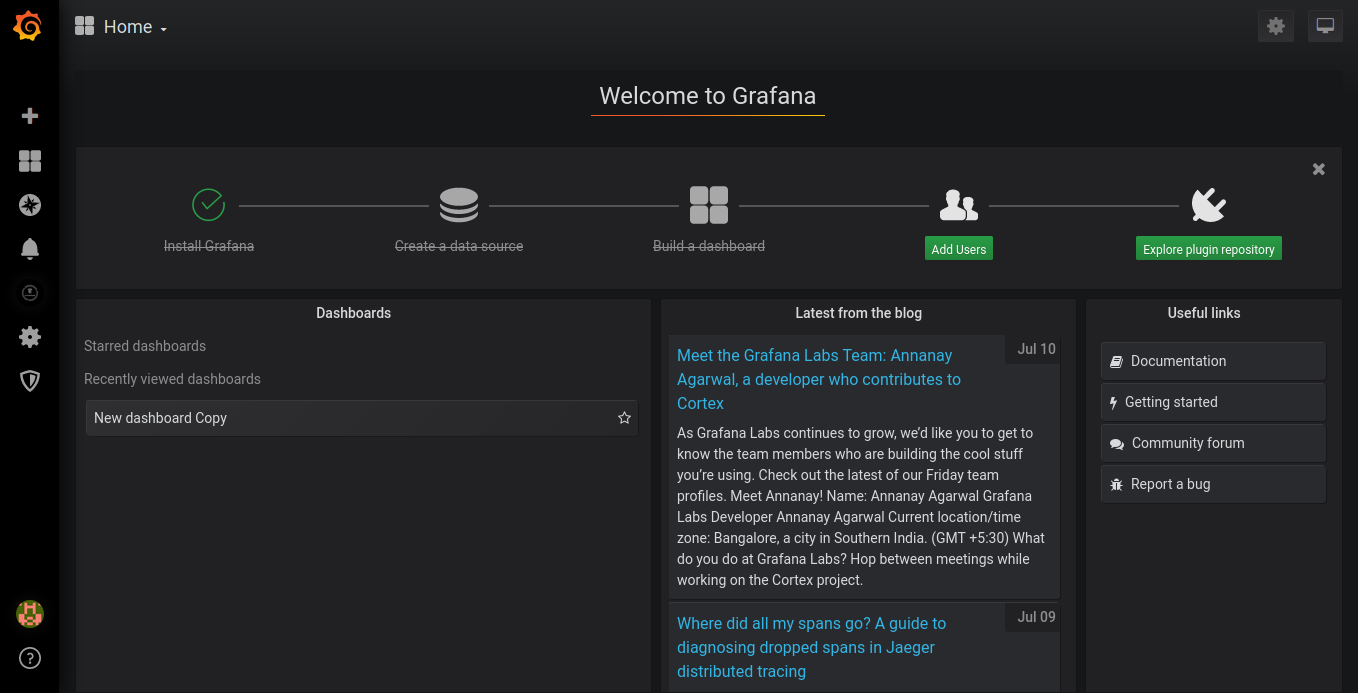 Home
Welcome to Grafana
Install Grafana
Create a data source
Build a dashboard
Add Users
Explore plugin repository
Dashboards
Starred dashboards
Recently viewed dashboards
New dashboard Copy
Latest from the blog
Jul 10
Meet the Grafana Labs Team: Annanay
Agarwal, a developer who contributes to
Cortex
As Grafana Labs continues to grow, we’d like you to get to
know the team members who are building the cool stuff
you’re using. Check out the latest of our Friday team
profiles. Meet Annanay! Name: Annanay Agarwal Grafana
Labs Developer Annanay Agarwal Current location/time
zone: Bangalore, a city in Southern India. (GMT +5:30) What
do you do at Grafana Labs? Hop between meetings while
working on the Cortex project.
Jul 09
Where did all my spans go? A guide to
diagnosing dropped spans in Jaeger
distributed tracing
Useful links
Documentation
Getting started
Community forum
Report a bug